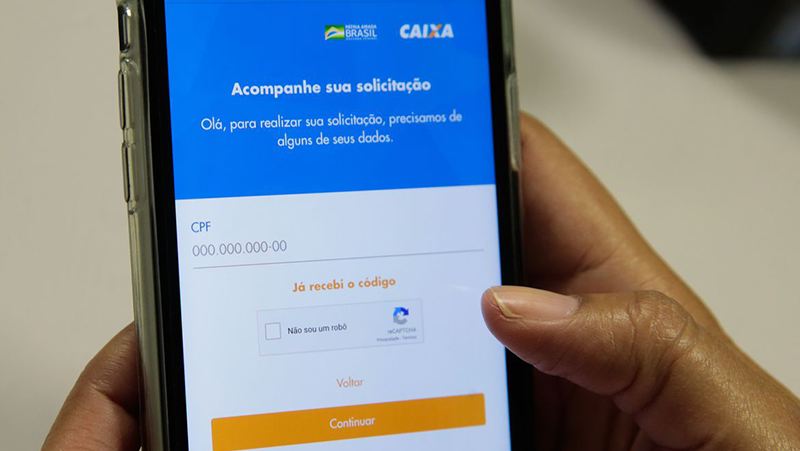 PÁTRIA AMADA
BRASIL
CAIXA
Acompanhe sua solicitação
Olá, para realizar sua solicitação, precisamos de
alguns de seus dados.
CPF
000.000.000-00
Já recebi o código
Não sou um robô
reCAPTCHA
Privacidade - Termos
Voltar
Continuar